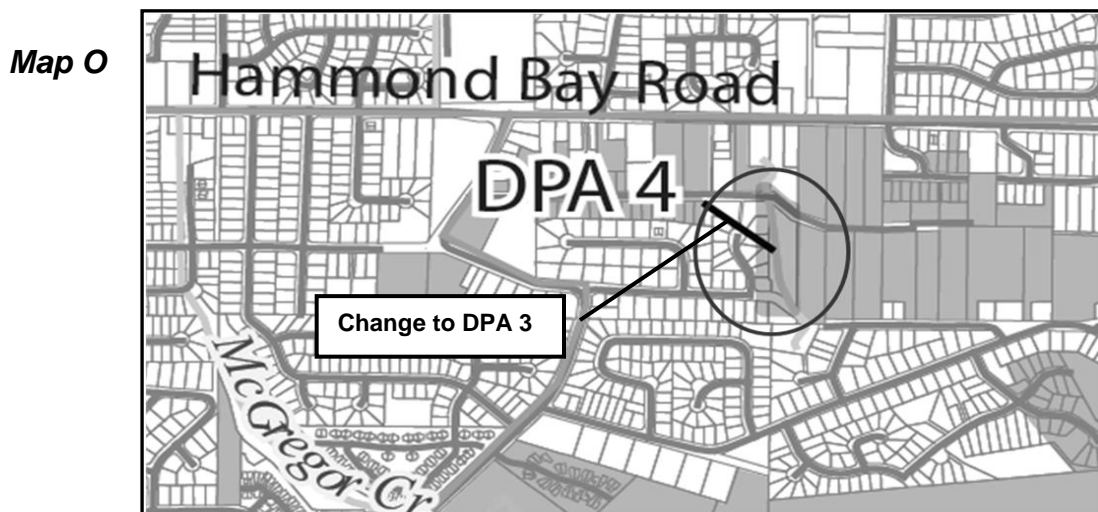 Map O
Hammond Bay Road
DPA 4
Change to DPA 3
McGregor Cr